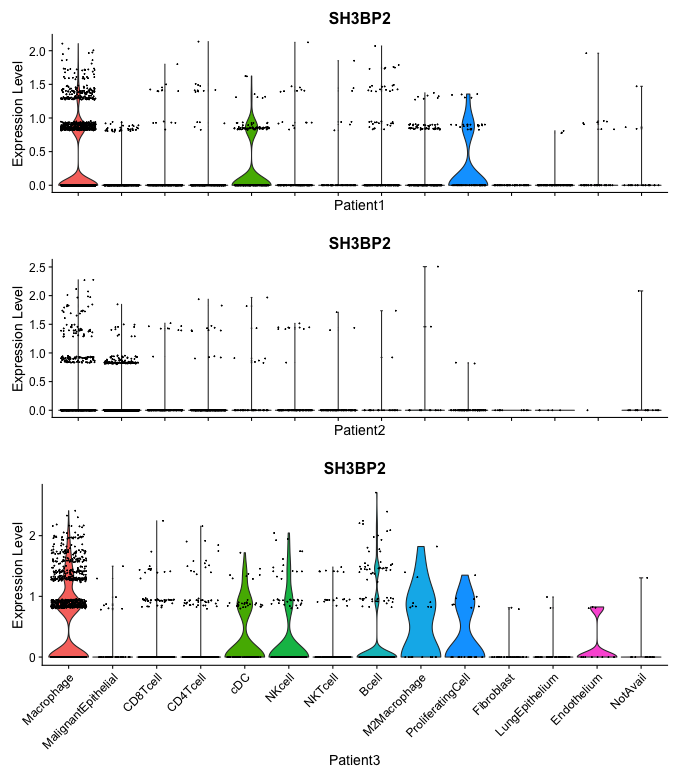 SH3BP2
Expression Level
2.0
1.5
1.0
0.5
0.0
Patient1
SH3BP2
Expression Level
2.5
2.0
1.5
1.0
0.5
0.0
Patient2
SH3BP2
Expression Level
2
1
0
Macrophage
MalignantEpithelial
CD8Tcell
CD4Tcell
cDC
NKcell
NKTcell
Bcell
M2Macrophage
ProliferatingCell
Fibroblast
LungEpithelium
Endothelium
NotAvail
Patient3